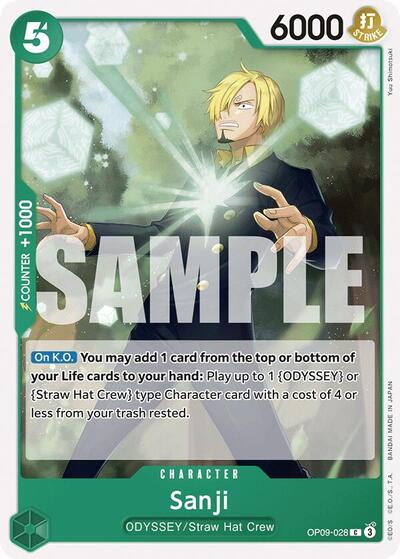 5
6000
打
STRIKE
Yuu Shimotsuki
COUNTER +1000
SAMPLE
On K.O. You may add 1 card from the top or bottom of
your Life cards to your hand: Play up to 1 {ODYSSEY} or
{Straw Hat Crew} type Character card with a cost of 4 or
less from your trash rested.
CHARACTER
Sanji
ODYSSEY/Straw Hat Crew
OP09-028 C 3
©E.O./S., T.A. BANDAI MADE IN JAPAN